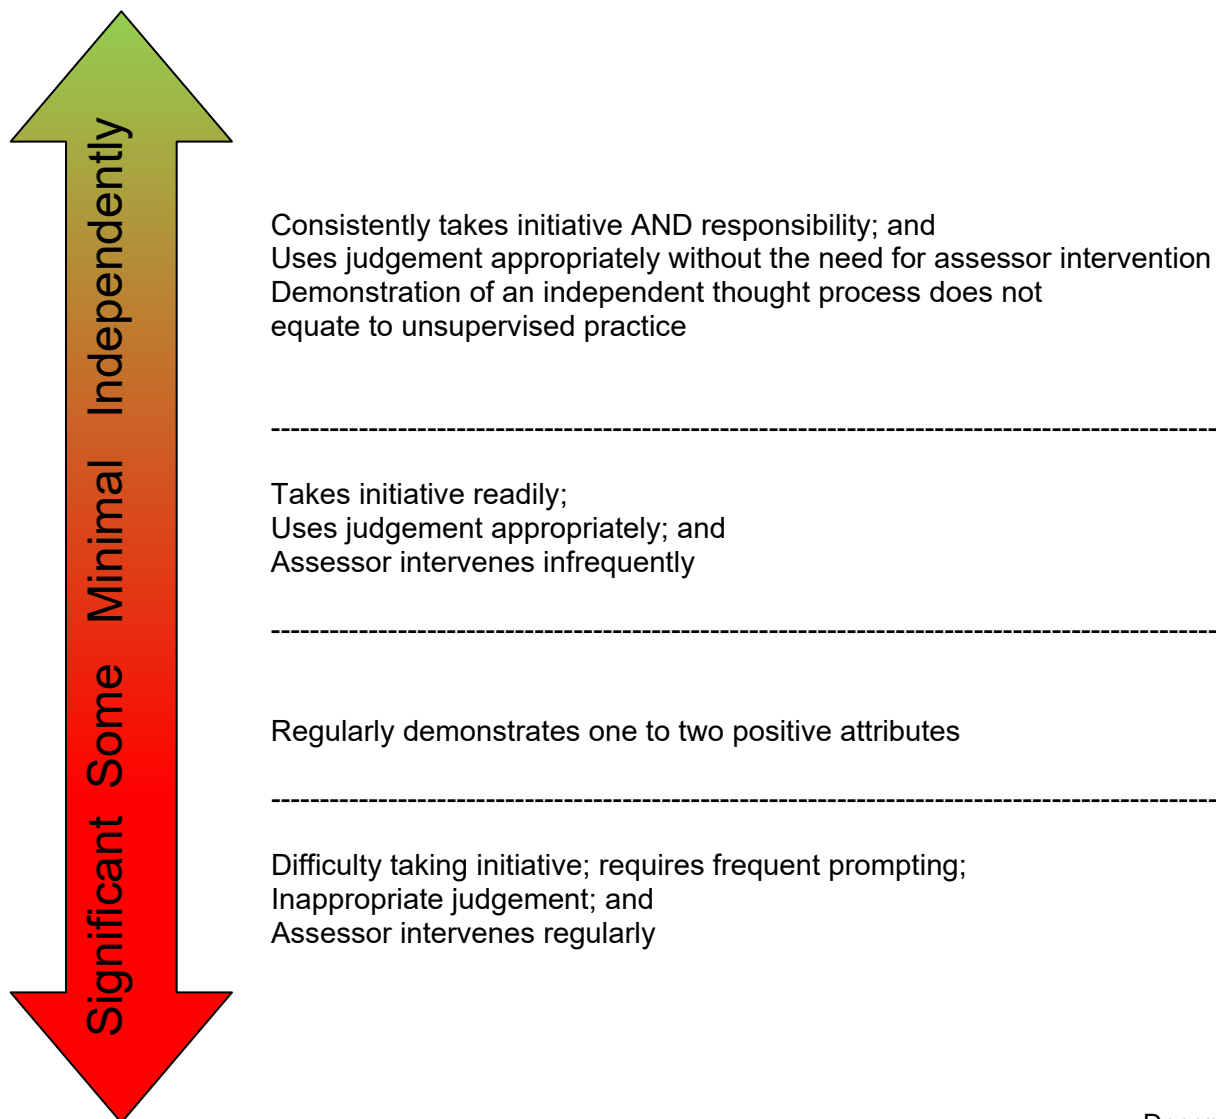 Independently
Consistently takes initiative AND responsibility; and
Uses judgement appropriately without the need for assessor intervention
Demonstration of an independent thought process does not
equate to unsupervised practice
--------------------------------------------------------------------------------
Minimal
Takes initiative readily;
Uses judgement appropriately; and
Assessor intervenes infrequently
--------------------------------------------------------------------------------
Some
Regularly demonstrates one to two positive attributes
--------------------------------------------------------------------------------
Significant
Difficulty taking initiative; requires frequent prompting;
Inappropriate judgement; and
Assessor intervenes regularly